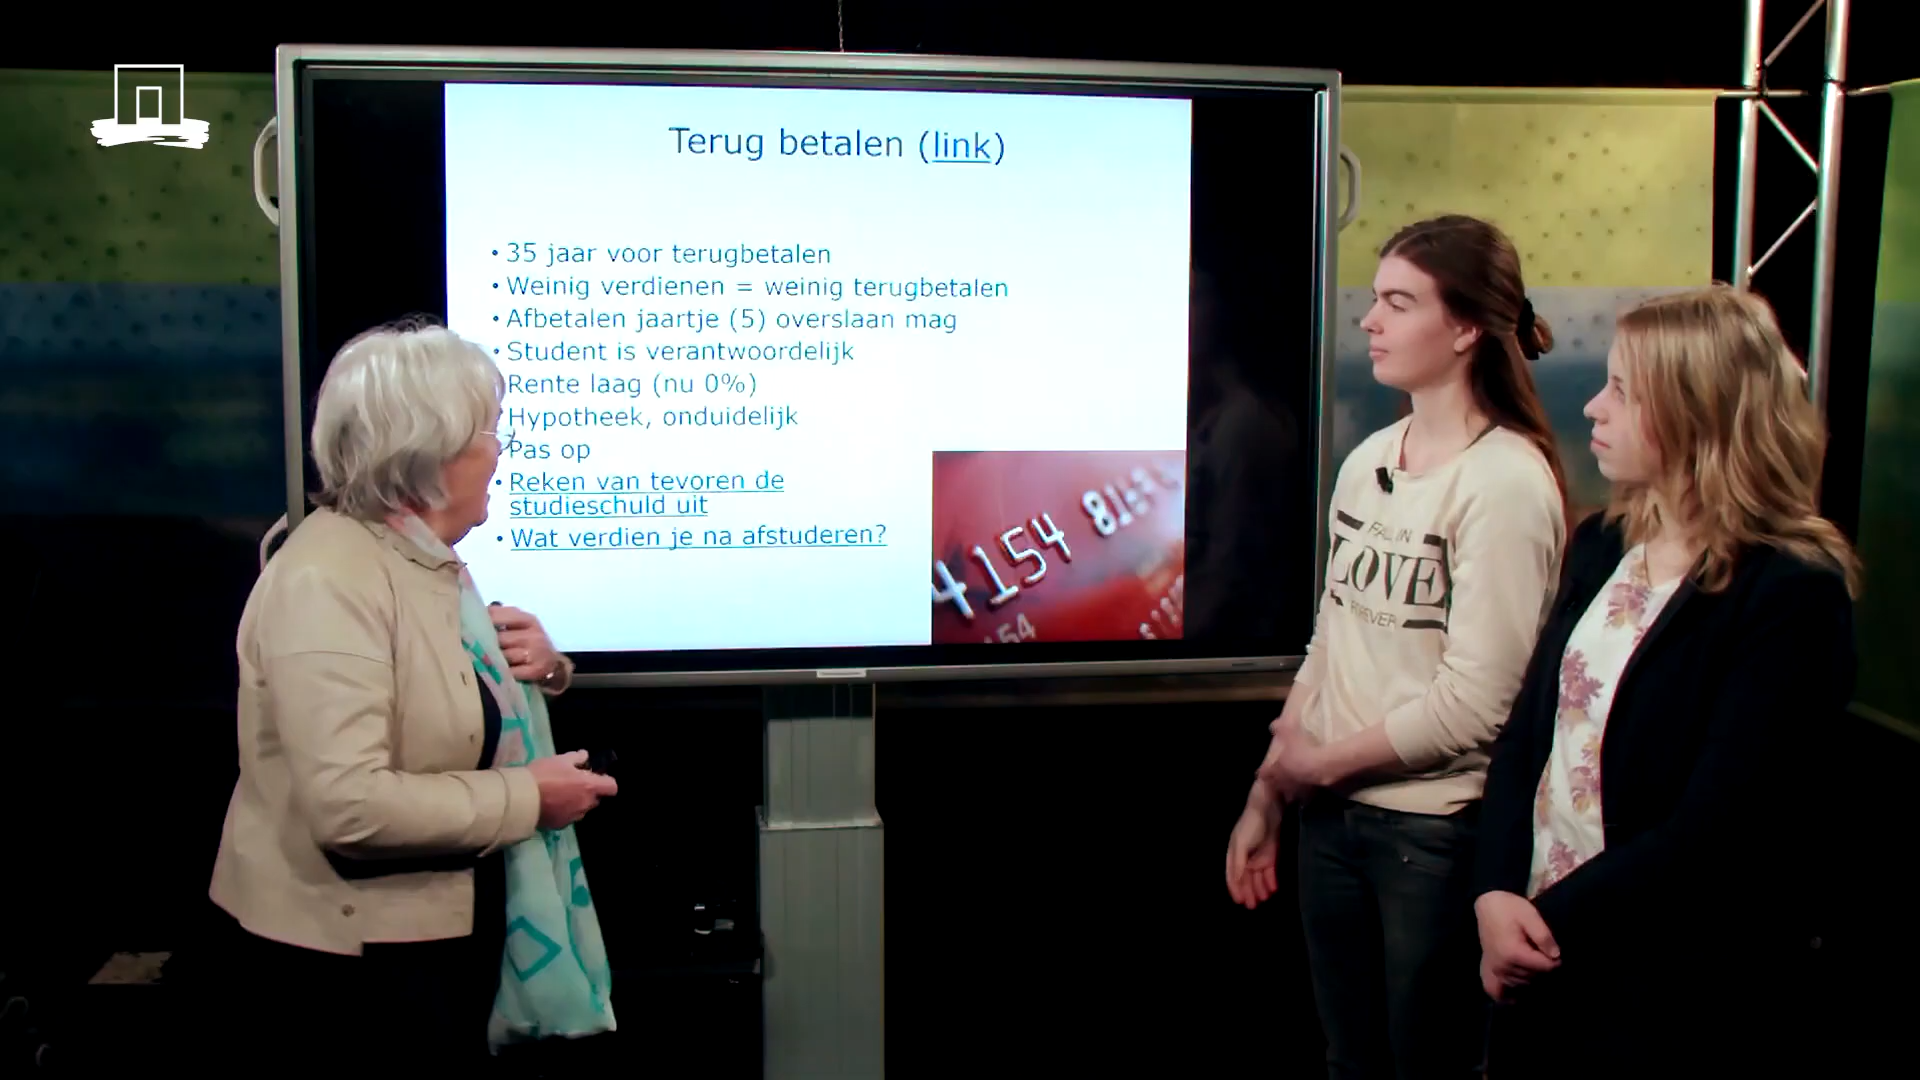 Terug betalen (link)
• 35 jaar voor terugbetalen
• Weinig verdienen = weinig terugbetalen
• Afbetalen jaartje (5) overslaan mag
• Student is verantwoordelijk
Rente laag (nu 0%)
Hypotheek, onduidelijk
Pas op
• Reken van tevoren de
studieschuld uit
• Wat verdien je na afstuderen?
4154
154
FALL IN
LOVE
FOREVER